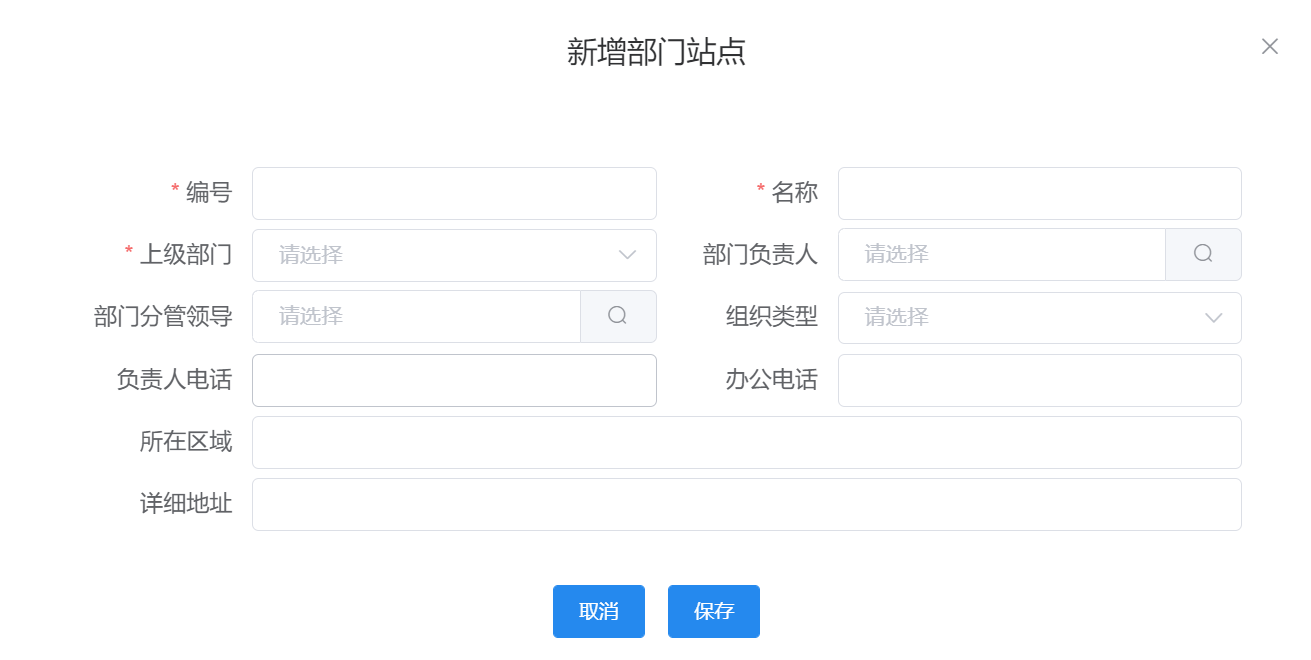 新增部门站点
* 编号
* 名称
* 上级部门 请选择
部门负责人 请选择
部门分管领导 请选择
组织类型 请选择
负责人电话
办公电话
所在区域
详细地址
取消 保存